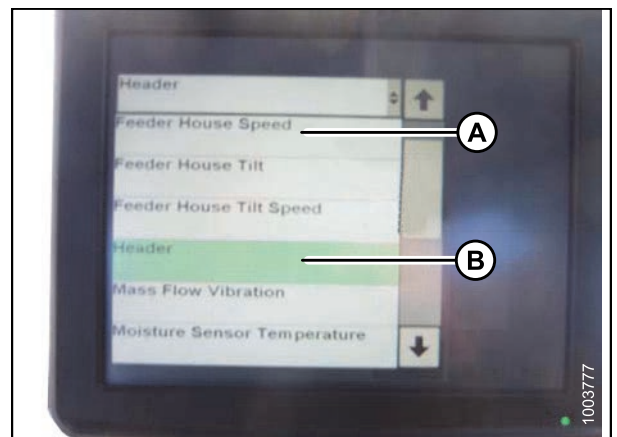 Header
Feeder House Speed
A
Feeder House Tilt
Feeder House Tilt Speed
Header
B
Mass Flow Vibration
Moisture Sensor Temperature
1003777